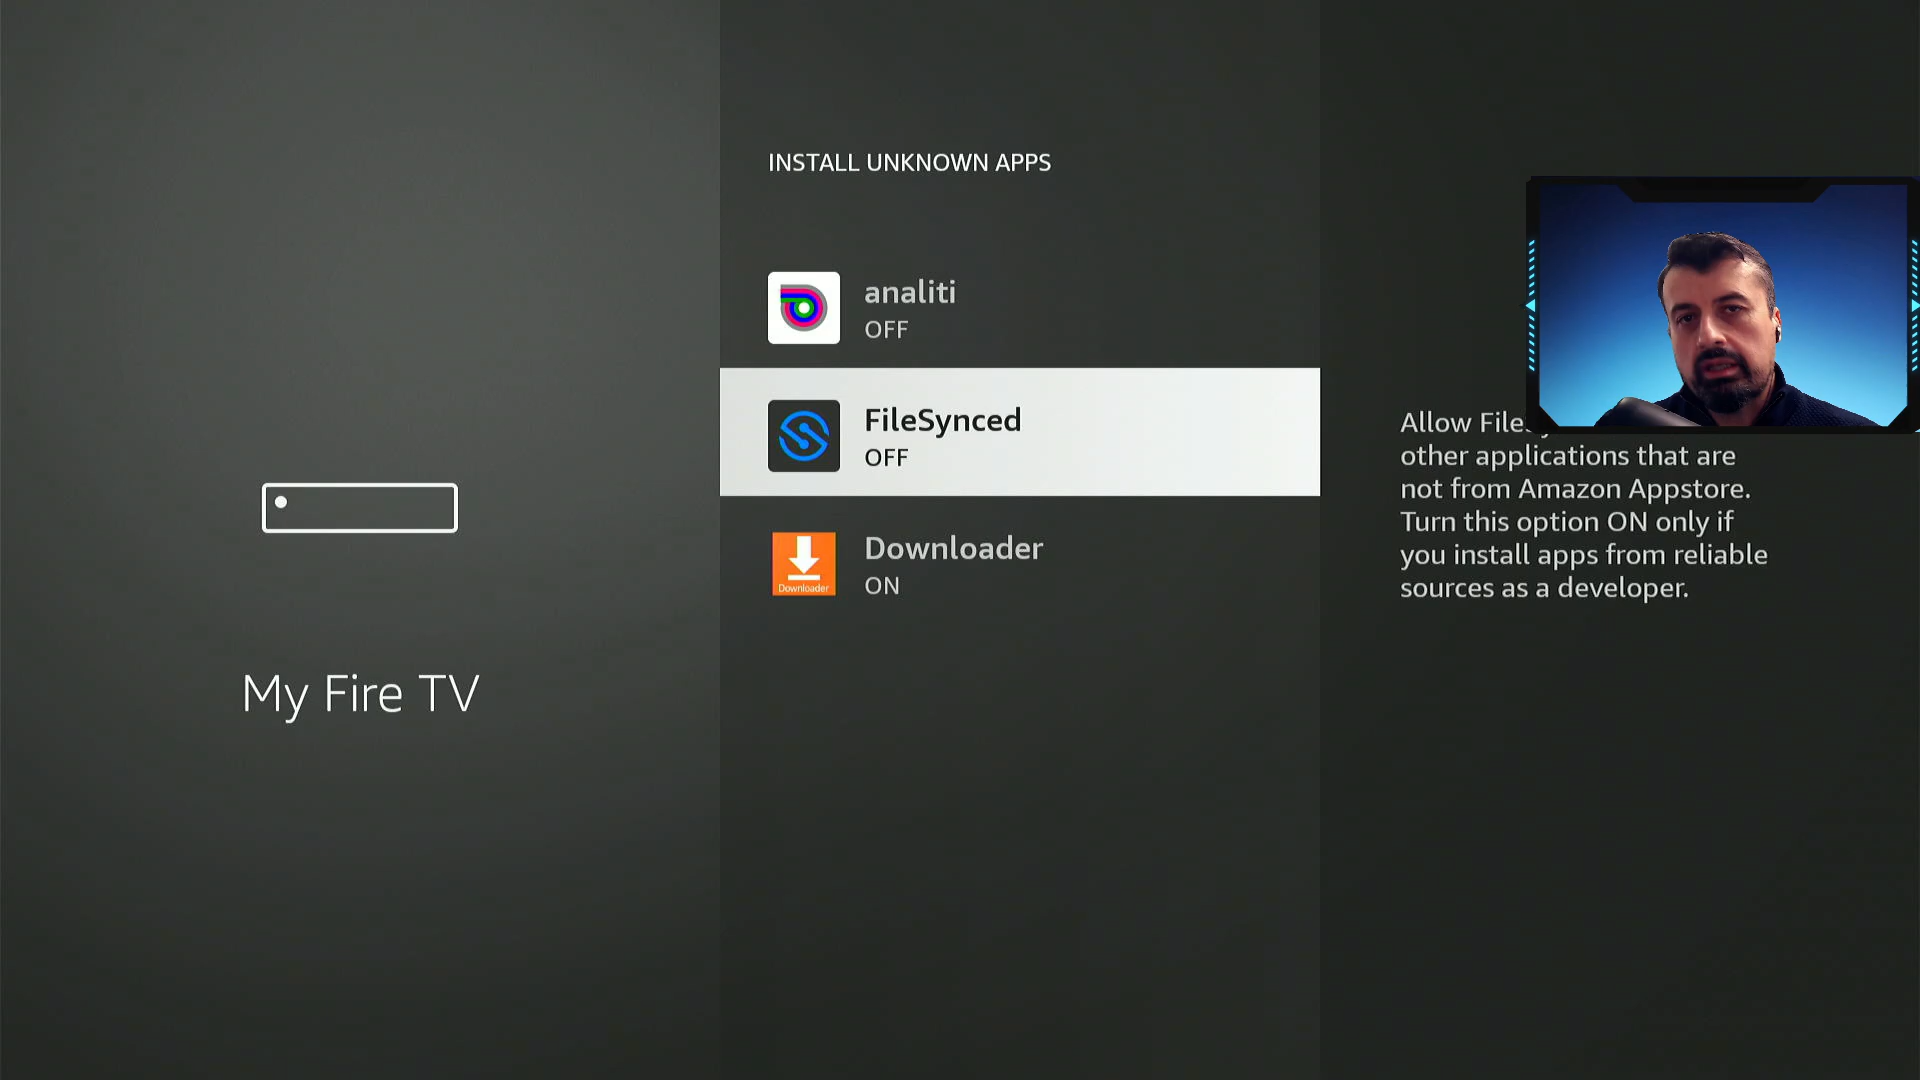 INSTALL UNKNOWN APPS
analiti
OFF
FileSynced
OFF
Downloader
Downloader
ON
My Fire TV
Allow
other applications that are
not from Amazon Appstore.
Turn this option ON only if
you install apps from reliable
sources as a developer.